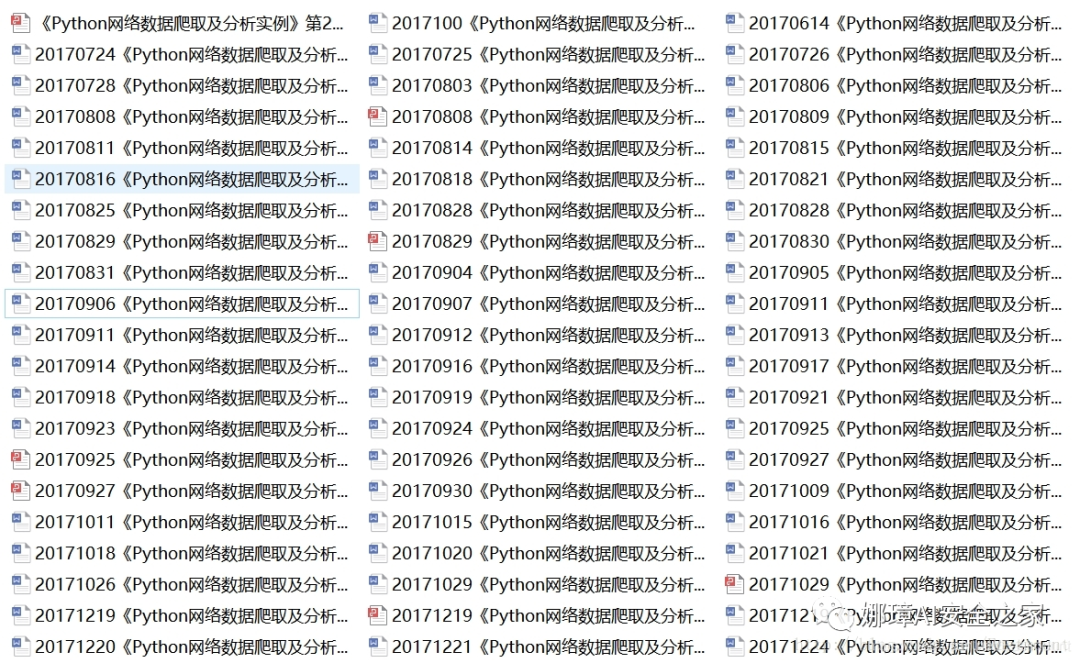 《Python网络数据爬取及分析实例》第2... 2017100《Python网络数据爬取及分析... 20170614《Python网络数据爬取及分析...
20170724《Python网络数据爬取及分析... 20170725《Python网络数据爬取及分析... 20170726《Python网络数据爬取及分析...
20170728《Python网络数据爬取及分析... 20170803《Python网络数据爬取及分析... 20170806《Python网络数据爬取及分析...
20170808《Python网络数据爬取及分析... 20170808《Python网络数据爬取及分析... 20170809《Python网络数据爬取及分析...
20170811《Python网络数据爬取及分析... 20170814《Python网络数据爬取及分析... 20170815《Python网络数据爬取及分析...
20170816《Python网络数据爬取及分析... 20170818《Python网络数据爬取及分析... 20170821《Python网络数据爬取及分析...
20170825《Python网络数据爬取及分析... 20170828《Python网络数据爬取及分析... 20170828《Python网络数据爬取及分析...
20170829《Python网络数据爬取及分析... 20170829《Python网络数据爬取及分析... 20170830《Python网络数据爬取及分析...
20170831《Python网络数据爬取及分析... 20170904《Python网络数据爬取及分析... 20170905《Python网络数据爬取及分析...
20170906《Python网络数据爬取及分析... 20170907《Python网络数据爬取及分析... 20170911《Python网络数据爬取及分析...
20170911《Python网络数据爬取及分析... 20170912《Python网络数据爬取及分析... 20170913《Python网络数据爬取及分析...
20170914《Python网络数据爬取及分析... 20170916《Python网络数据爬取及分析... 20170917《Python网络数据爬取及分析...
20170918《Python网络数据爬取及分析... 20170919《Python网络数据爬取及分析... 20170921《Python网络数据爬取及分析...
20170923《Python网络数据爬取及分析... 20170924《Python网络数据爬取及分析... 20170925《Python网络数据爬取及分析...
20170925《Python网络数据爬取及分析... 20170926《Python网络数据爬取及分析... 20170927《Python网络数据爬取及分析...
20170927《Python网络数据爬取及分析... 20170930《Python网络数据爬取及分析... 20171009《Python网络数据爬取及分析...
20171011《Python网络数据爬取及分析... 20171015《Python网络数据爬取及分析... 20171016《Python网络数据爬取及分析...
20171018《Python网络数据爬取及分析... 20171020《Python网络数据爬取及分析... 20171021《Python网络数据爬取及分析...
20171026《Python网络数据爬取及分析... 20171029《Python网络数据爬取及分析... 20171029《Python网络数据爬取及分析...
20171219《Python网络数据爬取及分析... 20171219《Python网络数据爬取及分析... Python网络数据爬取及分析...
娜璋AI安全之家
20171220《Python网络数据爬取及分析... 20171221《Python网络数据爬取及分析... 20171224《Python网络数据爬取及分析...